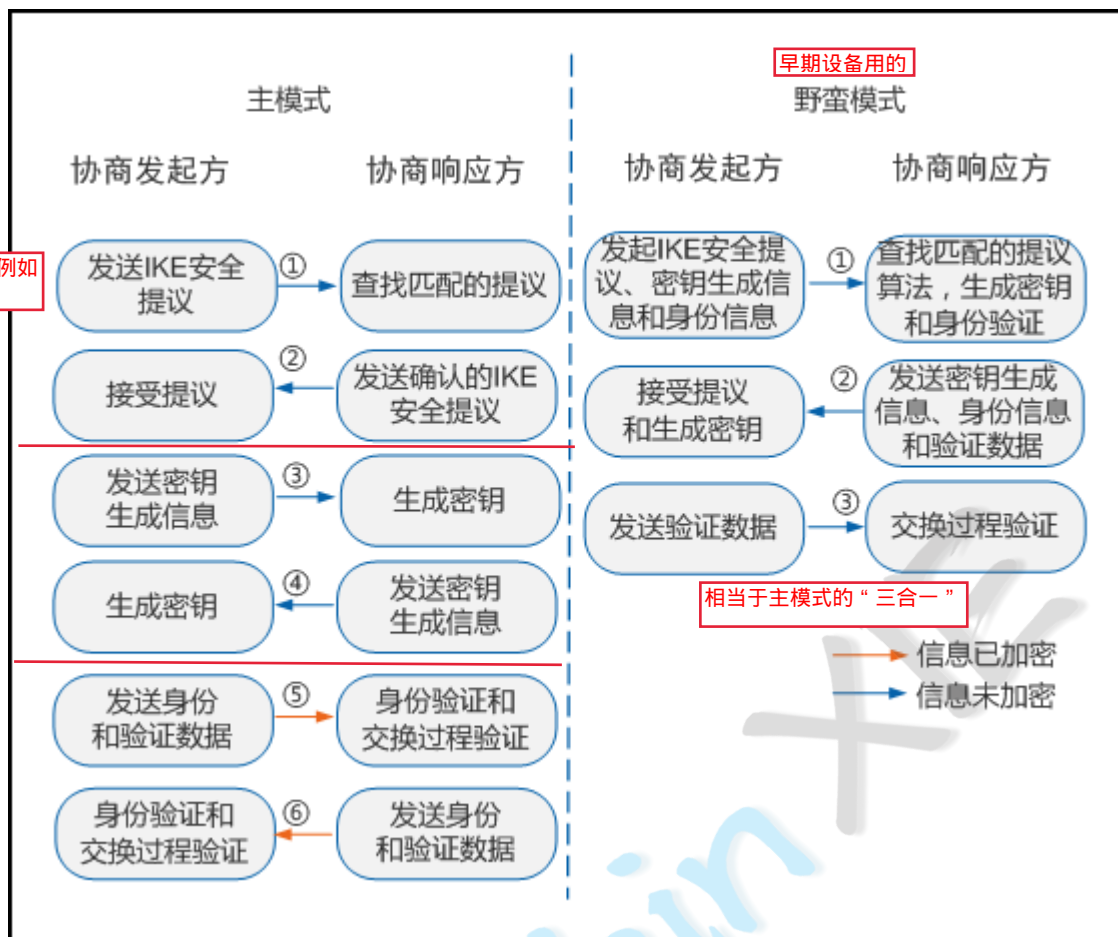 早期设备用的
主模式
野蛮模式
协商发起方
协商响应方
协商发起方
协商响应方
例如
发送IKE安全
提议
①
查找匹配的提议
接受提议
②
发送确认的IKE
安全提议
发送密钥
生成信息
③
生成密钥
生成密钥
④
发送密钥
生成信息
发送身份
和验证数据
⑤
身份验证和
交换过程验证
身份验证和
交换过程验证
⑥
发送身份
和验证数据
发起IKE安全提
议、密钥生成信
息和身份信息
①
查找匹配的提议
算法，生成密钥
和身份验证
接受提议
和生成密钥
②
发送密钥生成
信息、身份信息
和验证数据
发送验证数据
③
交换过程验证
相当于主模式的“三合一”
信息已加密
信息未加密